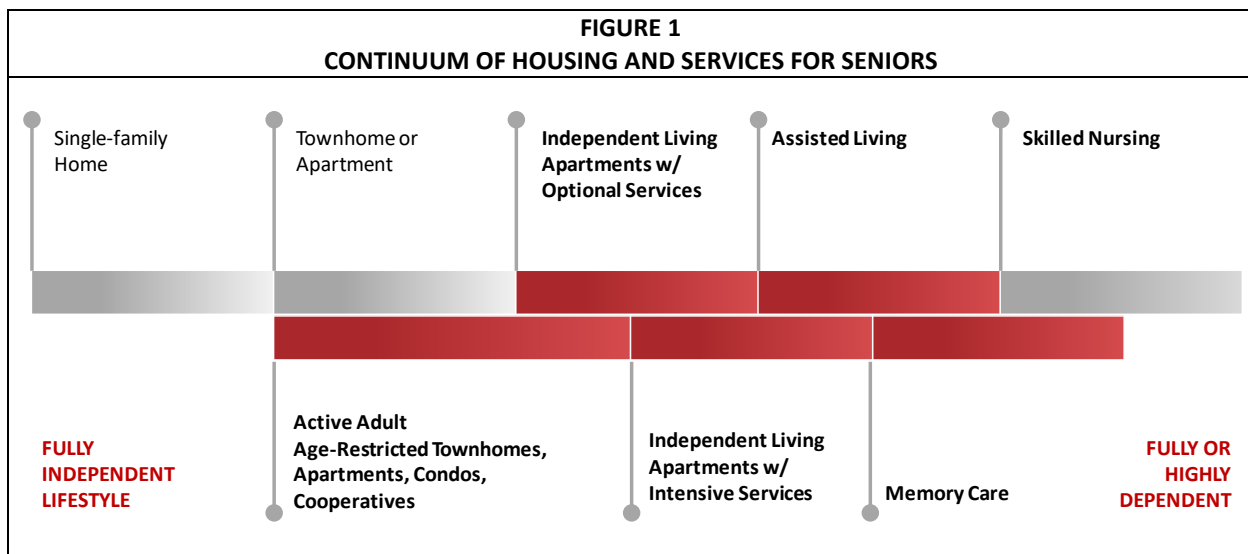 FIGURE 1
CONTINUUM OF HOUSING AND SERVICES FOR SENIORS
Single-family
Home
Townhome or
Apartment
Independent Living
Apartments w/
Optional Services
Assisted Living
Skilled Nursing
FULLY
INDEPENDENT
LIFESTYLE
Active Adult
Age-Restricted Townhomes,
Apartments, Condos,
Cooperatives
Independent Living
Apartments w/
Intensive Services
Memory Care
FULLY OR
HIGHLY
DEPENDENT